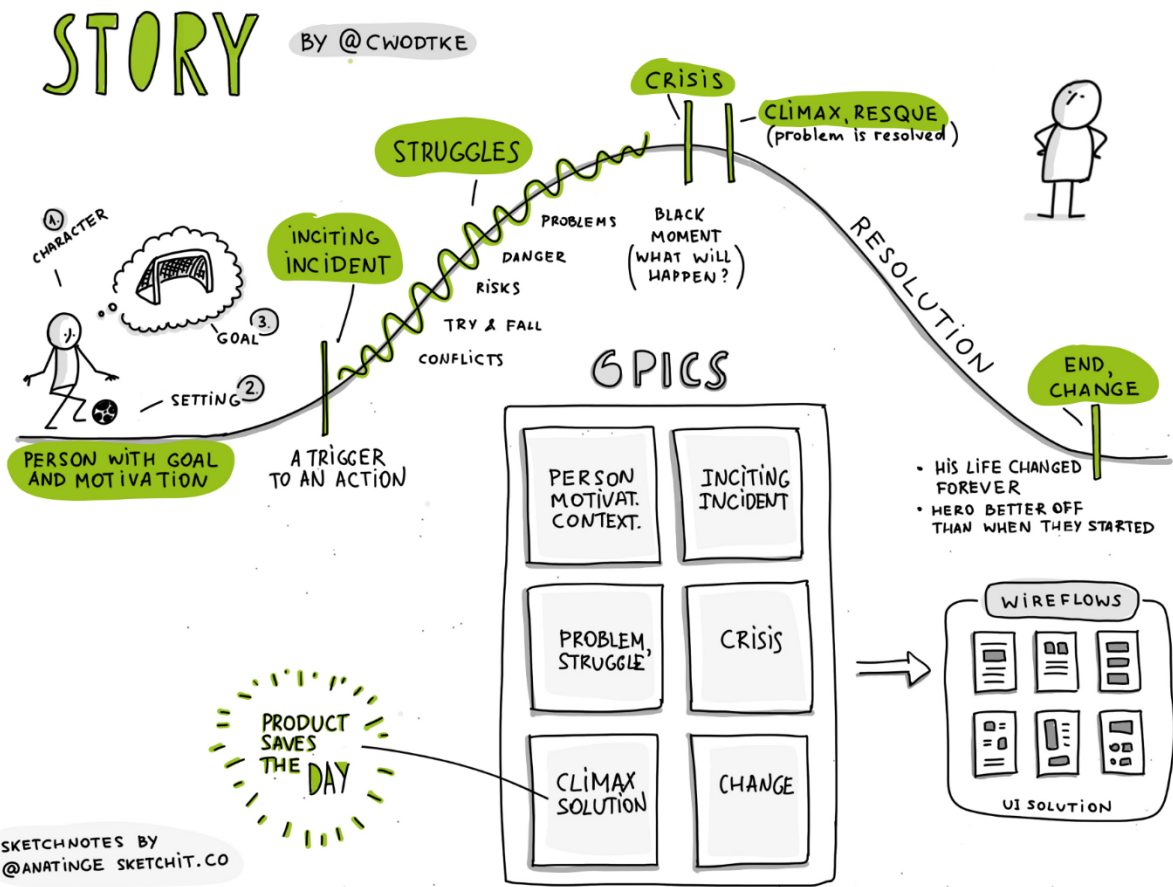 STORY
BY @CWODTKE
1.
CHARACTER
GOAL 3.
SETTING 2.
PERSON WITH GOAL
AND MOTIVATION
INCITING
INCIDENT
A TRIGGER
TO AN ACTION
STRUGGLES
PROBLEMS
DANGER
RISKS
TRY & FALL
CONFLICTS
CRISIS
BLACK
MOMENT
(WHAT WILL
HAPPEN?)
CLIMAX, RESQUE
(problem is resolved)
RESOLUTION
END,
CHANGE
• HIS LIFE CHANGED
FOREVER
• HERO BETTER OFF
THAN WHEN THEY STARTED
6 PICS
PERSON
MOTIVAT.
CONTEXT.
INCITING
INCIDENT
PROBLEM,
STRUGGLE
CRISIS
CLIMAX
SOLUTION
CHANGE
PRODUCT
SAVES
THE DAY
WIREFLOWS
UI SOLUTION
SKETCHNOTES BY
@ANATINGE SKETCHIT.CO